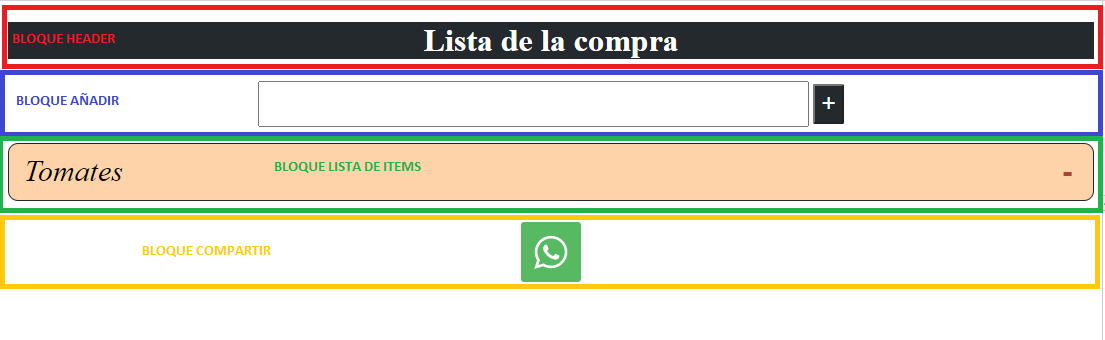 BLOQUE HEADER
Lista de la compra
BLOQUE AÑADIR
+
Tomates
BLOQUE LISTA DE ITEMS
-
BLOQUE COMPARTIR